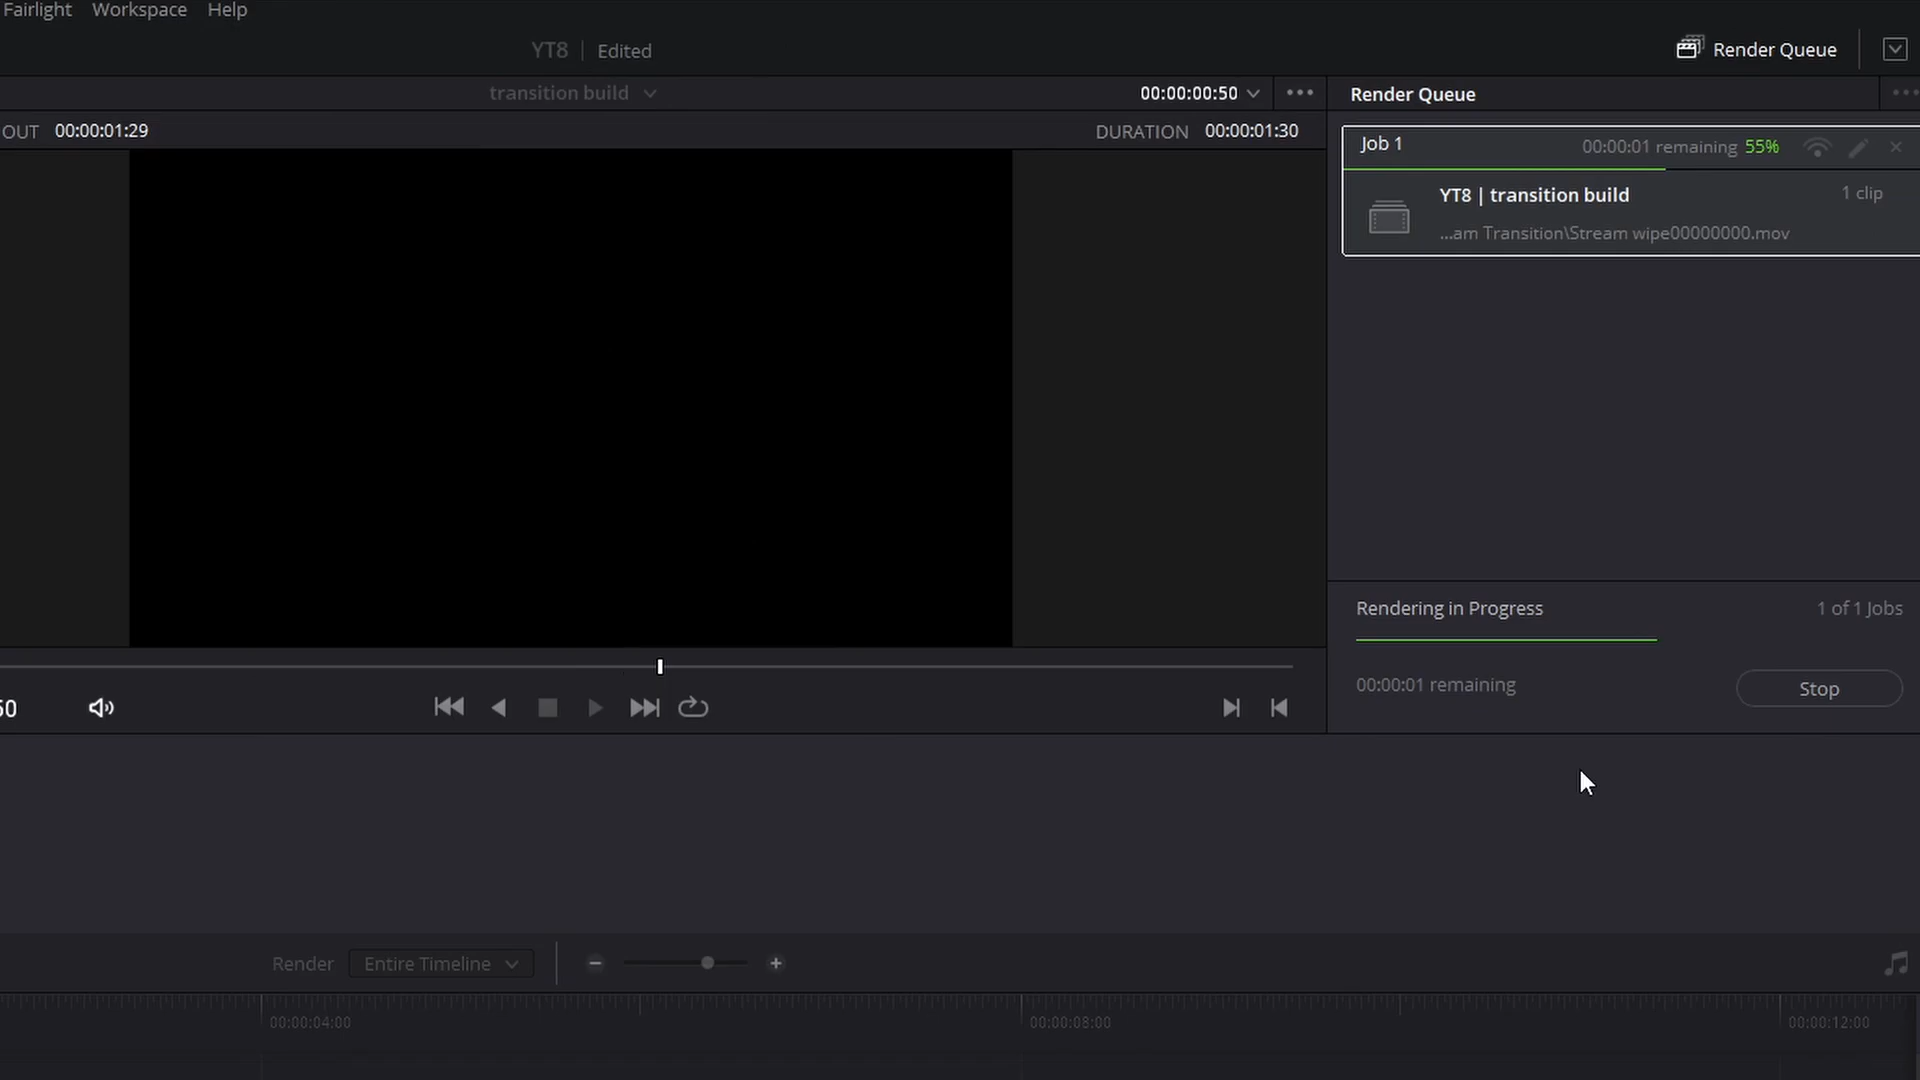 Fairlight Workspace Help
YT8 Edited Render Queue
transition build 00:00:00:50 Render Queue
OUT 00:00:01:29 DURATION 00:00:01:30
Job 1 00:00:01 remaining 55%
YT8 | transition build 1 clip
...am Transition\Stream wipe00000000.mov
Rendering in Progress 1 of 1 Jobs
00:00:01 remaining Stop
50
Render Entire Timeline
00:00:04:00 00:00:08:00 00:00:12:00